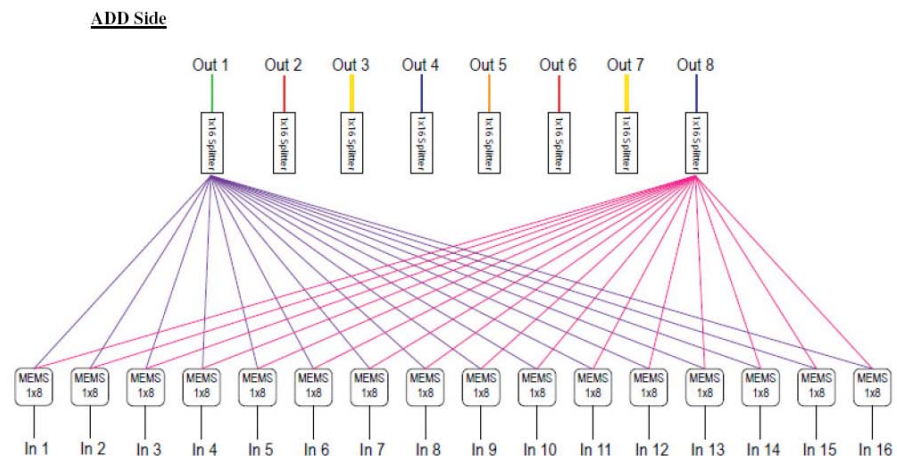 ADD Side
Out 1 Out 2 Out 3 Out 4 Out 5 Out 6 Out 7 Out 8
1x16 Splitter 1x16 Splitter 1x16 Splitter 1x16 Splitter 1x16 Splitter 1x16 Splitter 1x16 Splitter 1x16 Splitter
MEMS MEMS MEMS MEMS MEMS MEMS MEMS MEMS MEMS MEMS MEMS MEMS MEMS MEMS MEMS MEMS
1x8 1x8 1x8 1x8 1x8 1x8 1x8 1x8 1x8 1x8 1x8 1x8 1x8 1x8 1x8 1x8
In 1 In 2 In 3 In 4 In 5 In 6 In 7 In 8 In 9 In 10 In 11 In 12 In 13 In 14 In 15 In 16